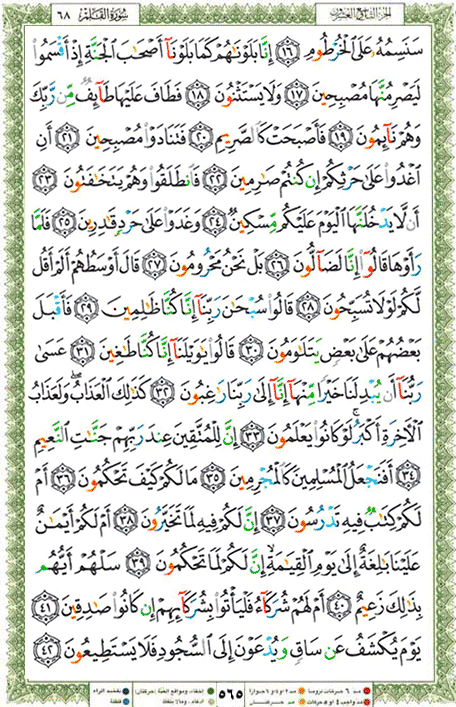 سُورَةُ القَلَم ٦٨
الجزء التاسع والعشرون
سَنَسِمُهُۥ عَلَى ٱلْخُرْطُومِ ١٦ إِنَّا بَلَوْنَٰهُمْ كَمَا بَلَوْنَآ أَصْحَٰبَ ٱلْجَنَّةِ إِذْ أَقْسَمُوا۟
لَيَصْرِمُنَّهَا مُصْبِحِينَ ١٧ وَلَا يَسْتَثْنُونَ ١٨ فَطَافَ عَلَيْهَا طَآئِفٌ مِّن رَّبِّكَ
وَهُمْ نَآئِمُونَ ١٩ فَأَصْبَحَتْ كَٱلصَّرِيمِ ٢٠ فَتَنَادَوْا۟ مُصْبِحِينَ ٢١ أَنِ
ٱغْدُوا۟ عَلَىٰ حَرْثِكُمْ إِن كُنتُمْ صَٰرِمِينَ ٢٢ فَٱنطَلَقُوا۟ وَهُمْ يَتَخَٰفَتُونَ ٢٣
أَن لَّا يَدْخُلَنَّهَا ٱلْيَوْمَ عَلَيْكُم مِّسْكِينٌ ٢٤ وَغَدَوْا۟ عَلَىٰ حَرْدٍ قَٰدِرِينَ ٢٥ فَلَمَّا
رَأَوْهَا قَالُوٓا۟ إِنَّا لَضَآلُّونَ ٢٦ بَلْ نَحْنُ مَحْرُومُونَ ٢٧ قَالَ أَوْسَطُهُمْ أَلَمْ أَقُل
لَّكُمْ لَوْلَا تُسَبِّحُونَ ٢٨ قَالُوا۟ سُبْحَٰنَ رَبِّنَآ إِنَّا كُنَّا ظَٰلِمِينَ ٢٩ فَأَقْبَلَ
بَعْضُهُمْ عَلَىٰ بَعْضٍ يَتَلَٰوَمُونَ ٣٠ قَالُوا۟ يَٰوَيْلَنَآ إِنَّا كُنَّا طَٰغِينَ ٣١ عَسَىٰ
رَبُّنَآ أَن يُبْدِلَنَا خَيْرًا مِّنْهَآ إِنَّآ إِلَىٰ رَبِّنَا رَٰغِبُونَ ٣٢ كَذَٰلِكَ ٱلْعَذَابُ ۖ وَلَعَذَابُ
ٱلْءَاخِرَةِ أَكْبَرُ ۚ لَوْ كَانُوا۟ يَعْلَمُونَ ٣٣ إِنَّ لِلْمُتَّقِينَ عِندَ رَبِّهِمْ جَنَّٰتِ ٱلنَّعِيمِ
٣٤ أَفَنَجْعَلُ ٱلْمُسْلِمِينَ كَٱلْمُجْرِمِينَ ٣٥ مَا لَكُمْ كَيْفَ تَحْكُمُونَ ٣٦ أَمْ
لَكُمْ كِتَٰبٌ فِيهِ تَدْرُسُونَ ٣٧ إِنَّ لَكُمْ فِيهِ لَمَا تَخَيَّرُونَ ٣٨ أَمْ لَكُمْ أَيْمَٰنٌ
عَلَيْنَا بَٰلِغَةٌ إِلَىٰ يَوْمِ ٱلْقِيَٰمَةِ ۙ إِنَّ لَكُمْ لَمَا تَحْكُمُونَ ٣٩ سَلْهُمْ أَيُّهُم
بِذَٰلِكَ زَعِيمٌ ٤٠ أَمْ لَهُمْ شُرَكَآءُ فَلْيَأْتُوا۟ بِشُرَكَآئِهِمْ إِن كَانُوا۟ صَٰدِقِينَ ٤١
يَوْمَ يُكْشَفُ عَن سَاقٍ وَيُدْعَوْنَ إِلَى ٱلسُّجُودِ فَلَا يَسْتَطِيعُونَ ٤٢
٥٦٥